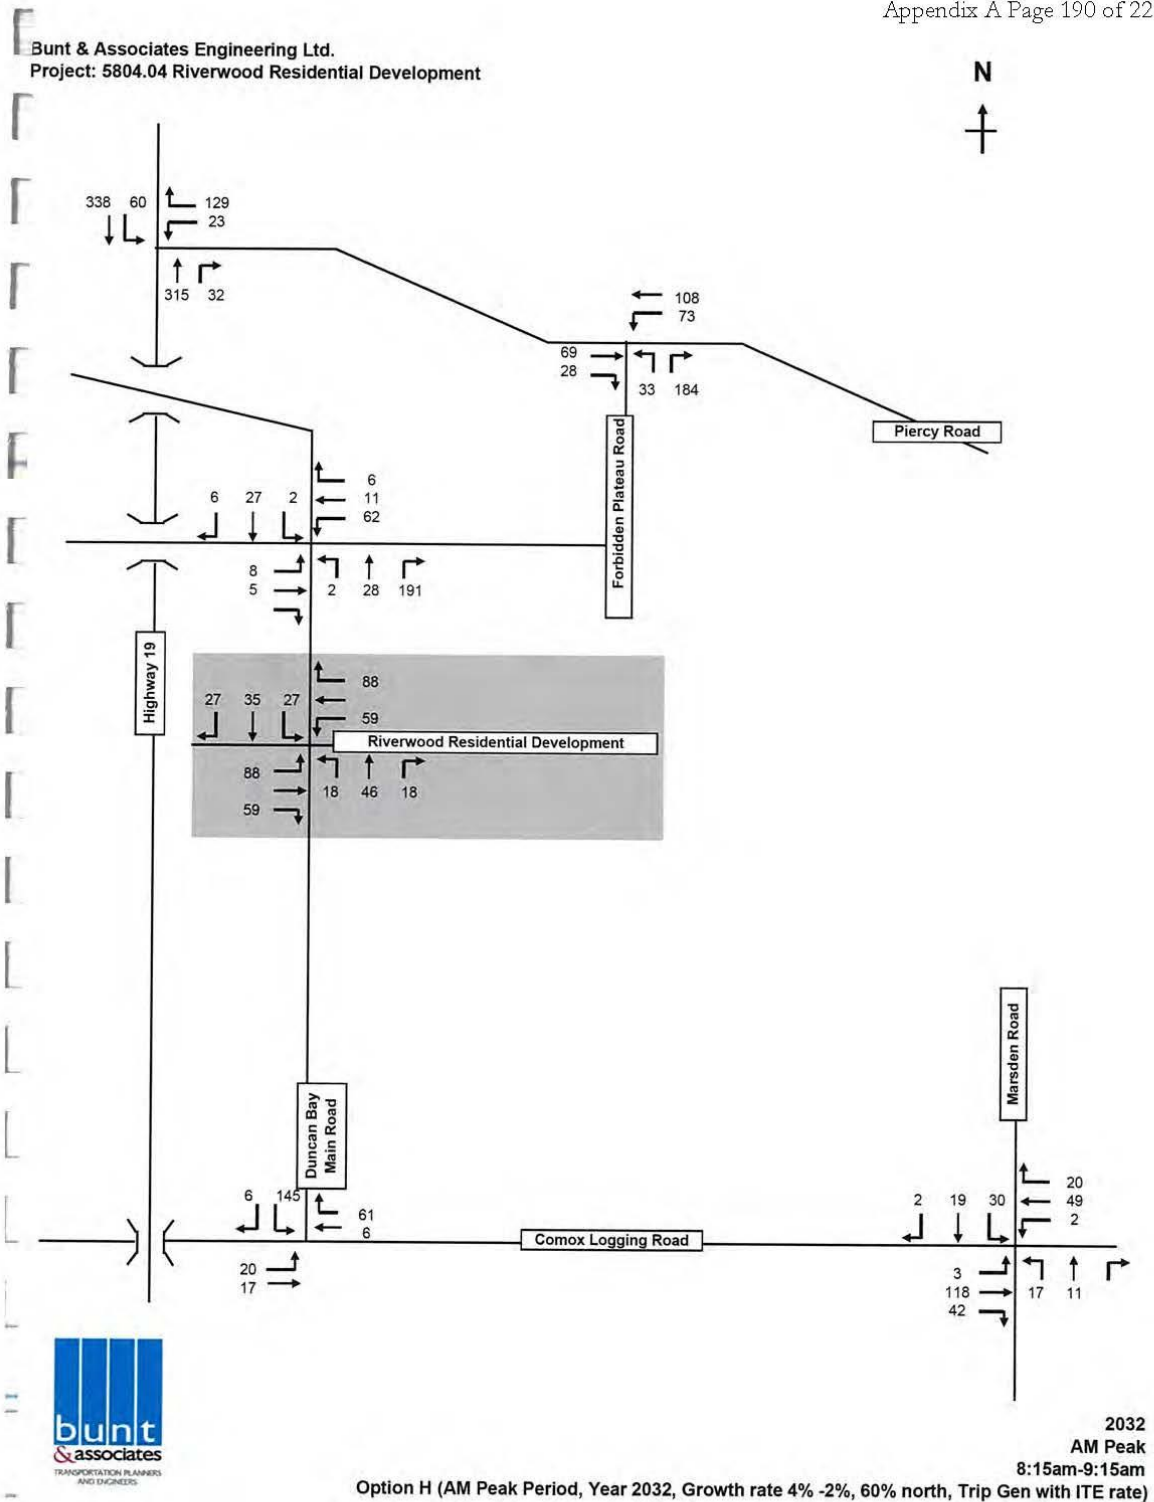 Appendix A Page 190 of 22
Bunt & Associates Engineering Ltd.
Project: 5804.04 Riverwood Residential Development
N
338 60 129
23
315 32
108
73
69
28
33 184
Piercy Road
Forbidden Plateau Road
6
6 27 2 11
62
8
5 2 28 191
Highway 19
88
27 35 27
59
Riverwood Residential Development
88
18 46 18
59
Marsden Road
Duncan Bay
Main Road
6 145
61
6
Comox Logging Road
20
17
20
2 19 30 49
2
3
118 17 11
42
bunt
&associates
TRANSPORTATION PLANNERS
AND ENGINEERS
2032
AM Peak
8:15am-9:15am
Option H (AM Peak Period, Year 2032, Growth rate 4% -2%, 60% north, Trip Gen with ITE rate)